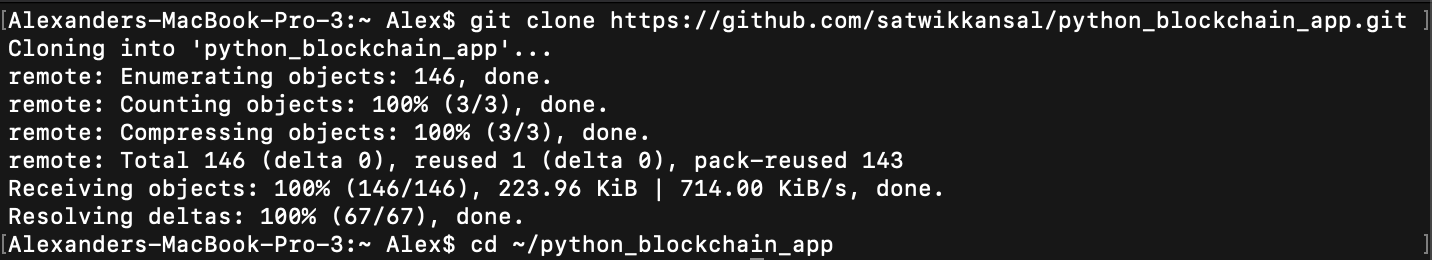 [Alexanders-MacBook-Pro-3:~ Alex$ git clone https://github.com/satwikkansal/python_blockchain_app.git ]
Cloning into 'python_blockchain_app'...
remote: Enumerating objects: 146, done.
remote: Counting objects: 100% (3/3), done.
remote: Compressing objects: 100% (3/3), done.
remote: Total 146 (delta 0), reused 1 (delta 0), pack-reused 143
Receiving objects: 100% (146/146), 223.96 KiB | 714.00 KiB/s, done.
Resolving deltas: 100% (67/67), done.
[Alexanders-MacBook-Pro-3:~ Alex$ cd ~/python_blockchain_app ]